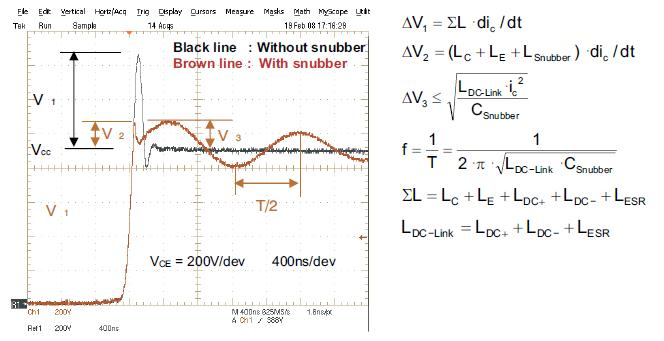 File Edit Vertical Horiz/Acq Trig Display Cursors Measure Masks Math MyScope Utilit
Tek Run Sample 14 Acqs 19 Feb 08 17:16:29
Black line : Without snubber
Brown line : With snubber
V 1
V 2
V 3
Vcc
V 1
T/2
VCE = 200V/dev 400ns/dev
R1
Ch1 200V M 400ns 625MS/s 1.6ns/pt
A Ch1 / 388V
Ref1 200V 400ns
ΔV1 = ΣL · dic / dt
ΔV2 = (LC + LE + LSnubber ) · dic / dt
ΔV3 ≤ √(LDC-Link · ic² / CSnubber)
f = 1/T = 1 / (2 · π · √(LDC-Link · CSnubber))
ΣL = LC + LE + LDC+ + LDC− + LESR
LDC-Link = LDC+ + LDC− + LESR